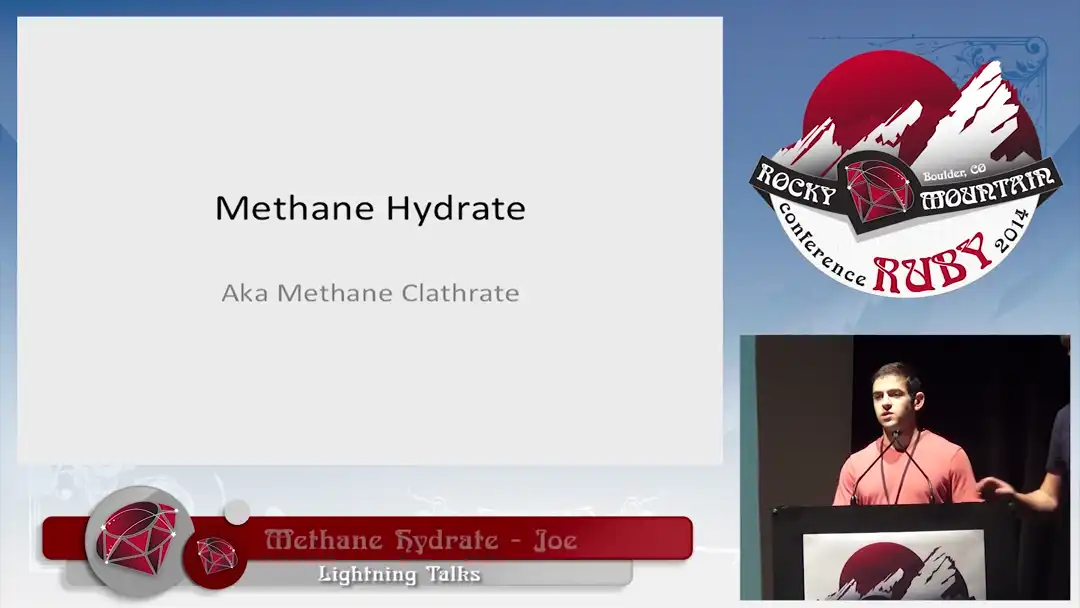 Methane Hydrate
Aka Methane Clathrate
Boulder, CO
ROCKY MOUNTAIN
conference RUBY 2014
Methane Hydrate - Joe
Lightning Talks